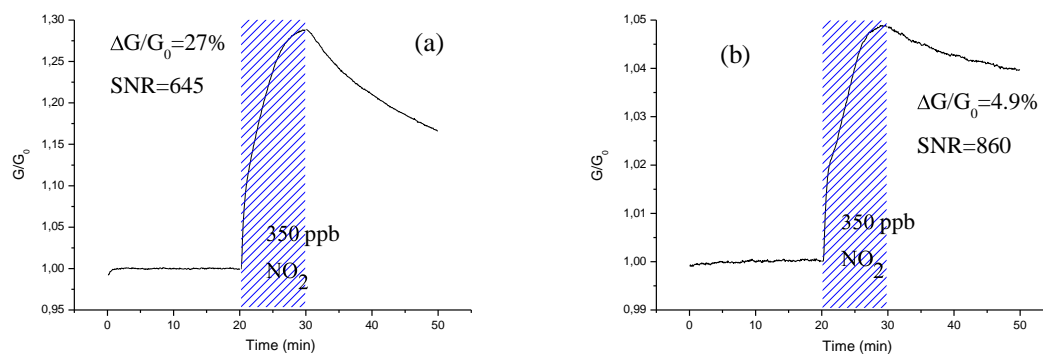 1,30
1,25
1,20
1,15
1,10
1,05
1,00
0,95
G/G0
ΔG/G0=27%
SNR=645
(a)
350 ppb
NO2
0 10 20 30 40 50
Time (min)
1,05
1,04
1,03
1,02
1,01
1,00
0,99
G/G0
(b)
ΔG/G0=4.9%
SNR=860
350 ppb
NO2
0 10 20 30 40 50
Time (min)